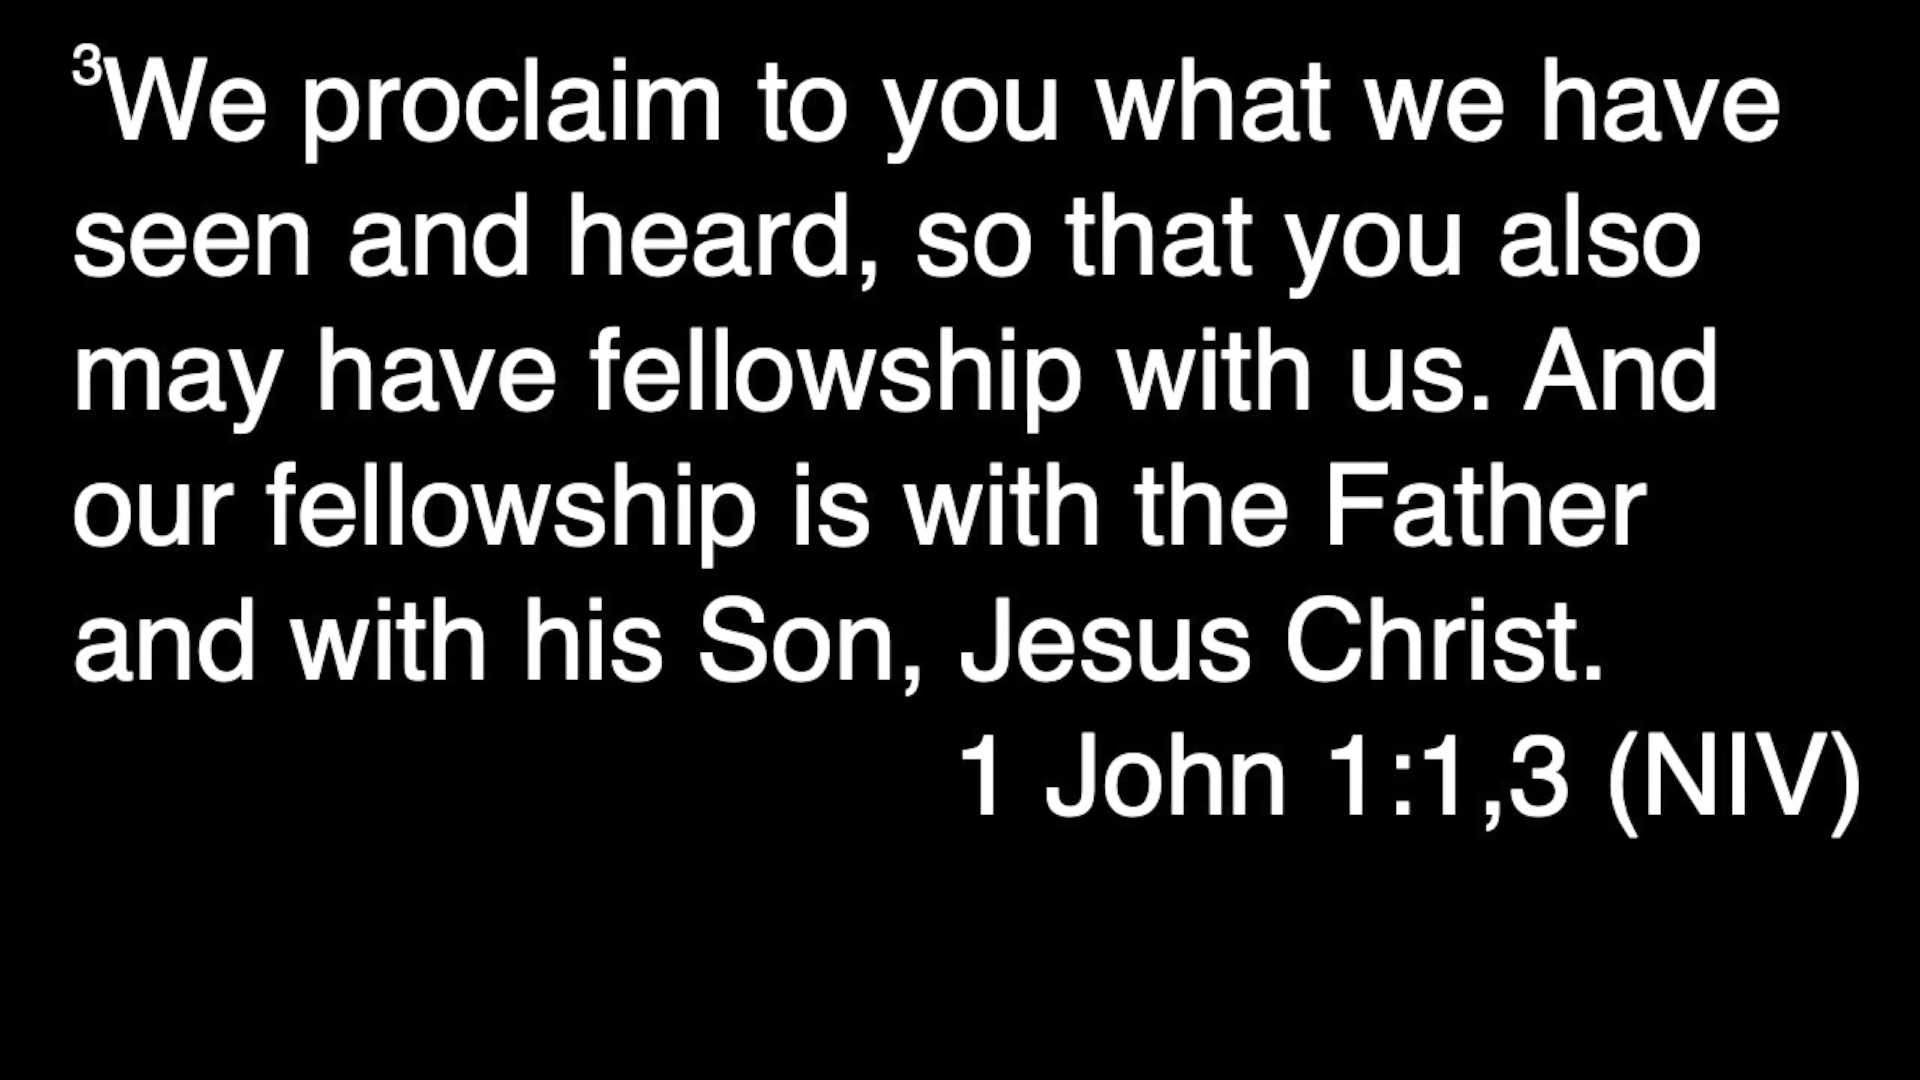 ³We proclaim to you what we have
seen and heard, so that you also
may have fellowship with us. And
our fellowship is with the Father
and with his Son, Jesus Christ.
1 John 1:1,3 (NIV)